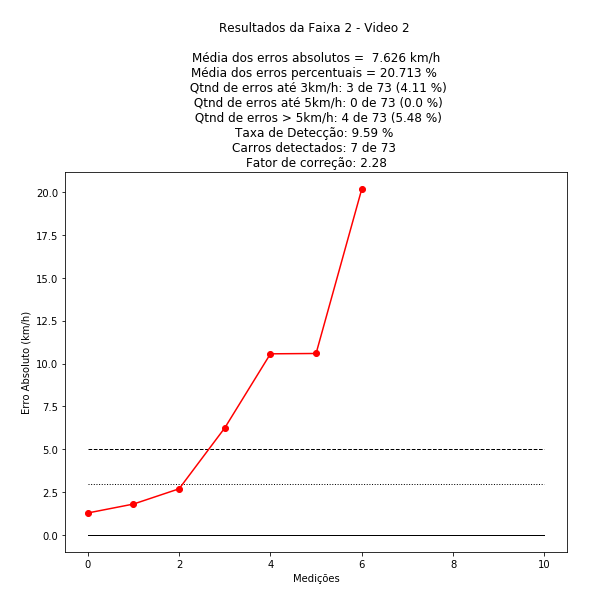 Resultados da Faixa 2 - Video 2
Média dos erros absolutos =  7.626 km/h
Média dos erros percentuais = 20.713 %
Qtnd de erros até 3km/h: 3 de 73 (4.11 %)
Qtnd de erros até 5km/h: 0 de 73 (0.0 %)
Qtnd de erros > 5km/h: 4 de 73 (5.48 %)
Taxa de Detecção: 9.59 %
Carros detectados: 7 de 73
Fator de correção: 2.28
20.0
17.5
15.0
12.5
10.0
7.5
5.0
2.5
0.0
Erro Absoluto (km/h)
0 2 4 6 8 10
Medições